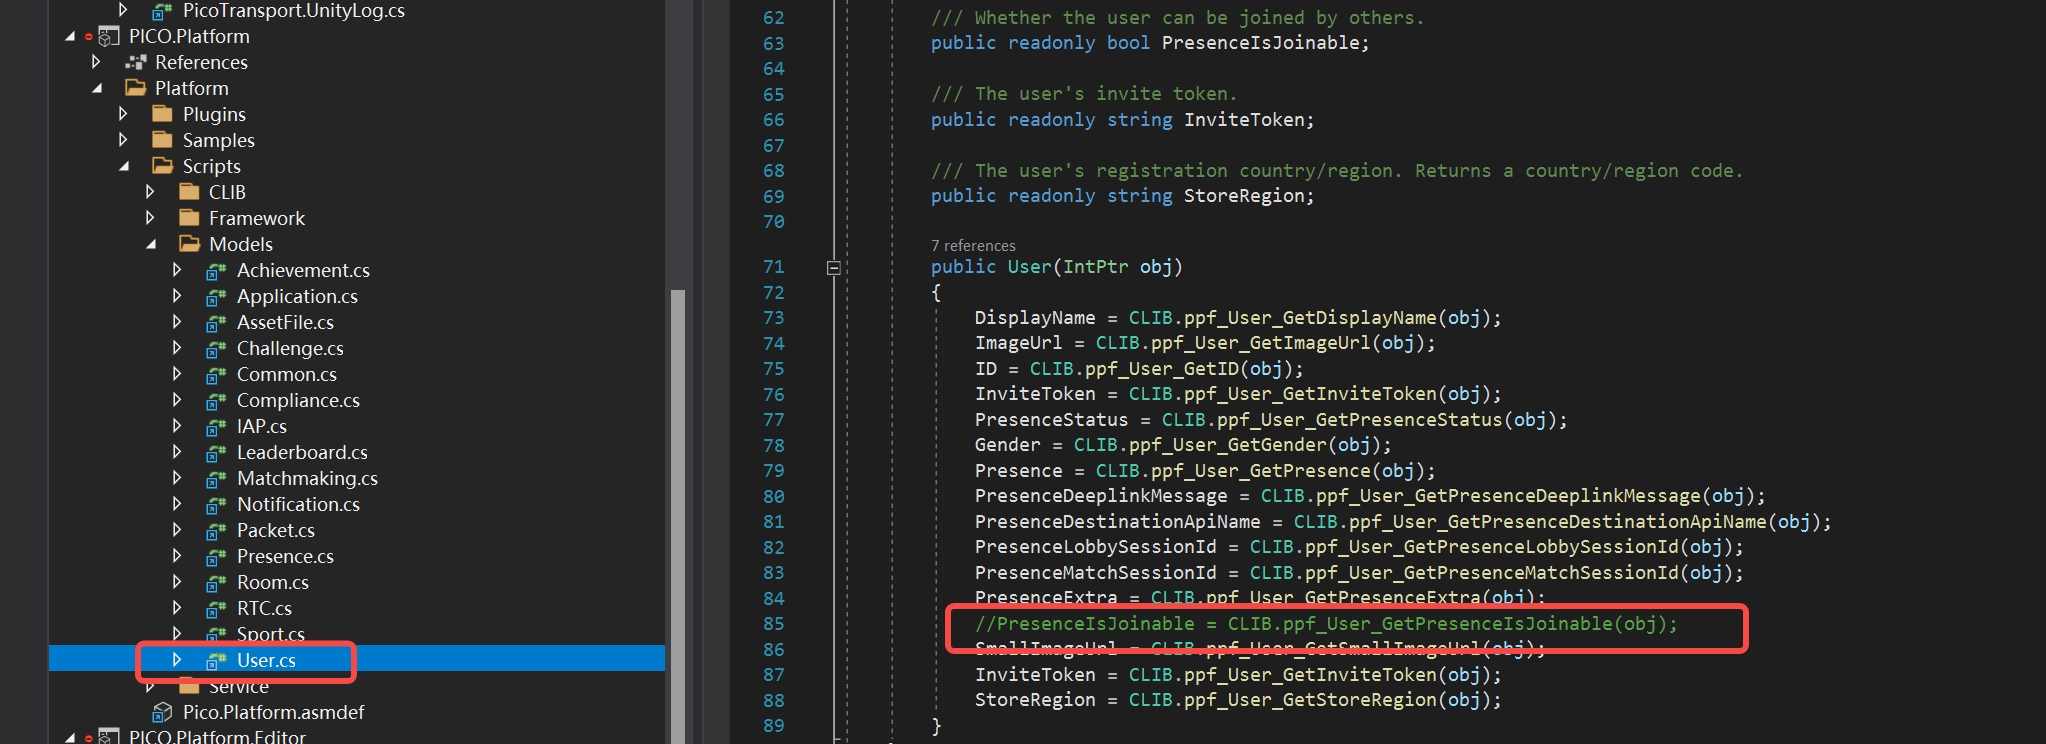 PicoTransport.UnityLog.cs
PICO.Platform
References
Platform
Plugins
Samples
Scripts
CLIB
Framework
Models
Achievement.cs
Application.cs
AssetFile.cs
Challenge.cs
Common.cs
Compliance.cs
IAP.cs
Leaderboard.cs
Matchmaking.cs
Notification.cs
Packet.cs
Presence.cs
Room.cs
RTC.cs
Sport.cs
User.cs
Service
Pico.Platform.asmdef
PICO.Platform.Editor
62 /// Whether the user can be joined by others.
63 public readonly bool PresenceIsJoinable;
64
65 /// The user's invite token.
66 public readonly string InviteToken;
67
68 /// The user's registration country/region. Returns a country/region code.
69 public readonly string StoreRegion;
70
7 references
71 public User(IntPtr obj)
72 {
73 DisplayName = CLIB.ppf_User_GetDisplayName(obj);
74 ImageUrl = CLIB.ppf_User_GetImageUrl(obj);
75 ID = CLIB.ppf_User_GetID(obj);
76 InviteToken = CLIB.ppf_User_GetInviteToken(obj);
77 PresenceStatus = CLIB.ppf_User_GetPresenceStatus(obj);
78 Gender = CLIB.ppf_User_GetGender(obj);
79 Presence = CLIB.ppf_User_GetPresence(obj);
80 PresenceDeeplinkMessage = CLIB.ppf_User_GetPresenceDeeplinkMessage(obj);
81 PresenceDestinationApiName = CLIB.ppf_User_GetPresenceDestinationApiName(obj);
82 PresenceLobbySessionId = CLIB.ppf_User_GetPresenceLobbySessionId(obj);
83 PresenceMatchSessionId = CLIB.ppf_User_GetPresenceMatchSessionId(obj);
84 PresenceExtra = CLIB.ppf_User_GetPresenceExtra(obj);
85 //PresenceIsJoinable = CLIB.ppf_User_GetPresenceIsJoinable(obj);
86 SmallImageUrl = CLIB.ppf_User_GetSmallImageUrl(obj);
87 InviteToken = CLIB.ppf_User_GetInviteToken(obj);
88 StoreRegion = CLIB.ppf_User_GetStoreRegion(obj);
89 }